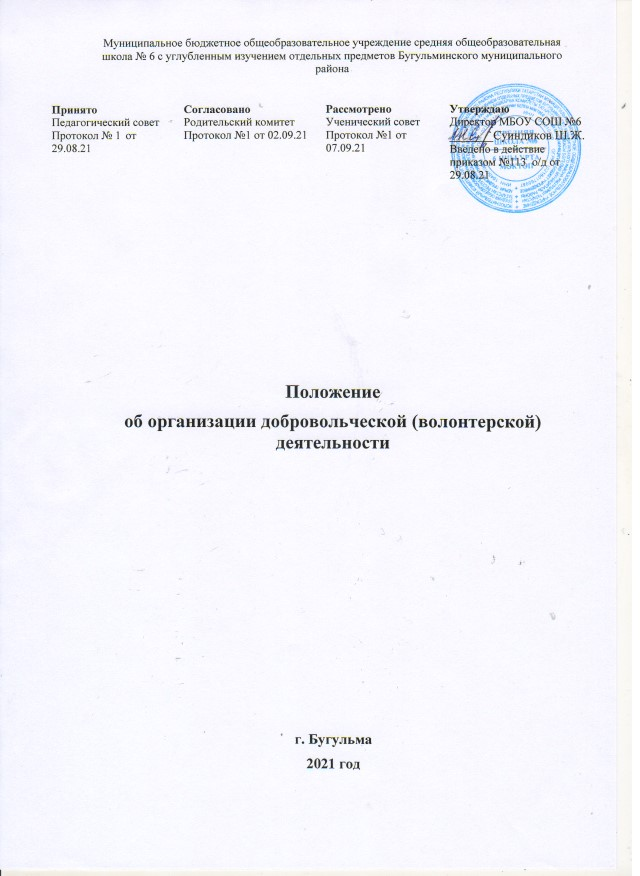 Муниципальное бюджетное общеобразовательное учреждение средняя общеобразовательная
школа № 6 с углубленным изучением отдельных предметов Бугульминского муниципального
района
Принято
Педагогический совет
Протокол № 1 от
29.08.21
Согласовано
Родительский комитет
Протокол №1 от 02.09.21
Рассмотрено
Ученический совет
Протокол №1 от
07.09.21
Утверждаю
Директор МБОУ СОШ №6
Суиндиков Ш.Ж.
Введено в действие
приказом №113 о/д от
29.08.21
Положение
об организации добровольческой (волонтерской)
деятельности
г. Бугульма
2021 год